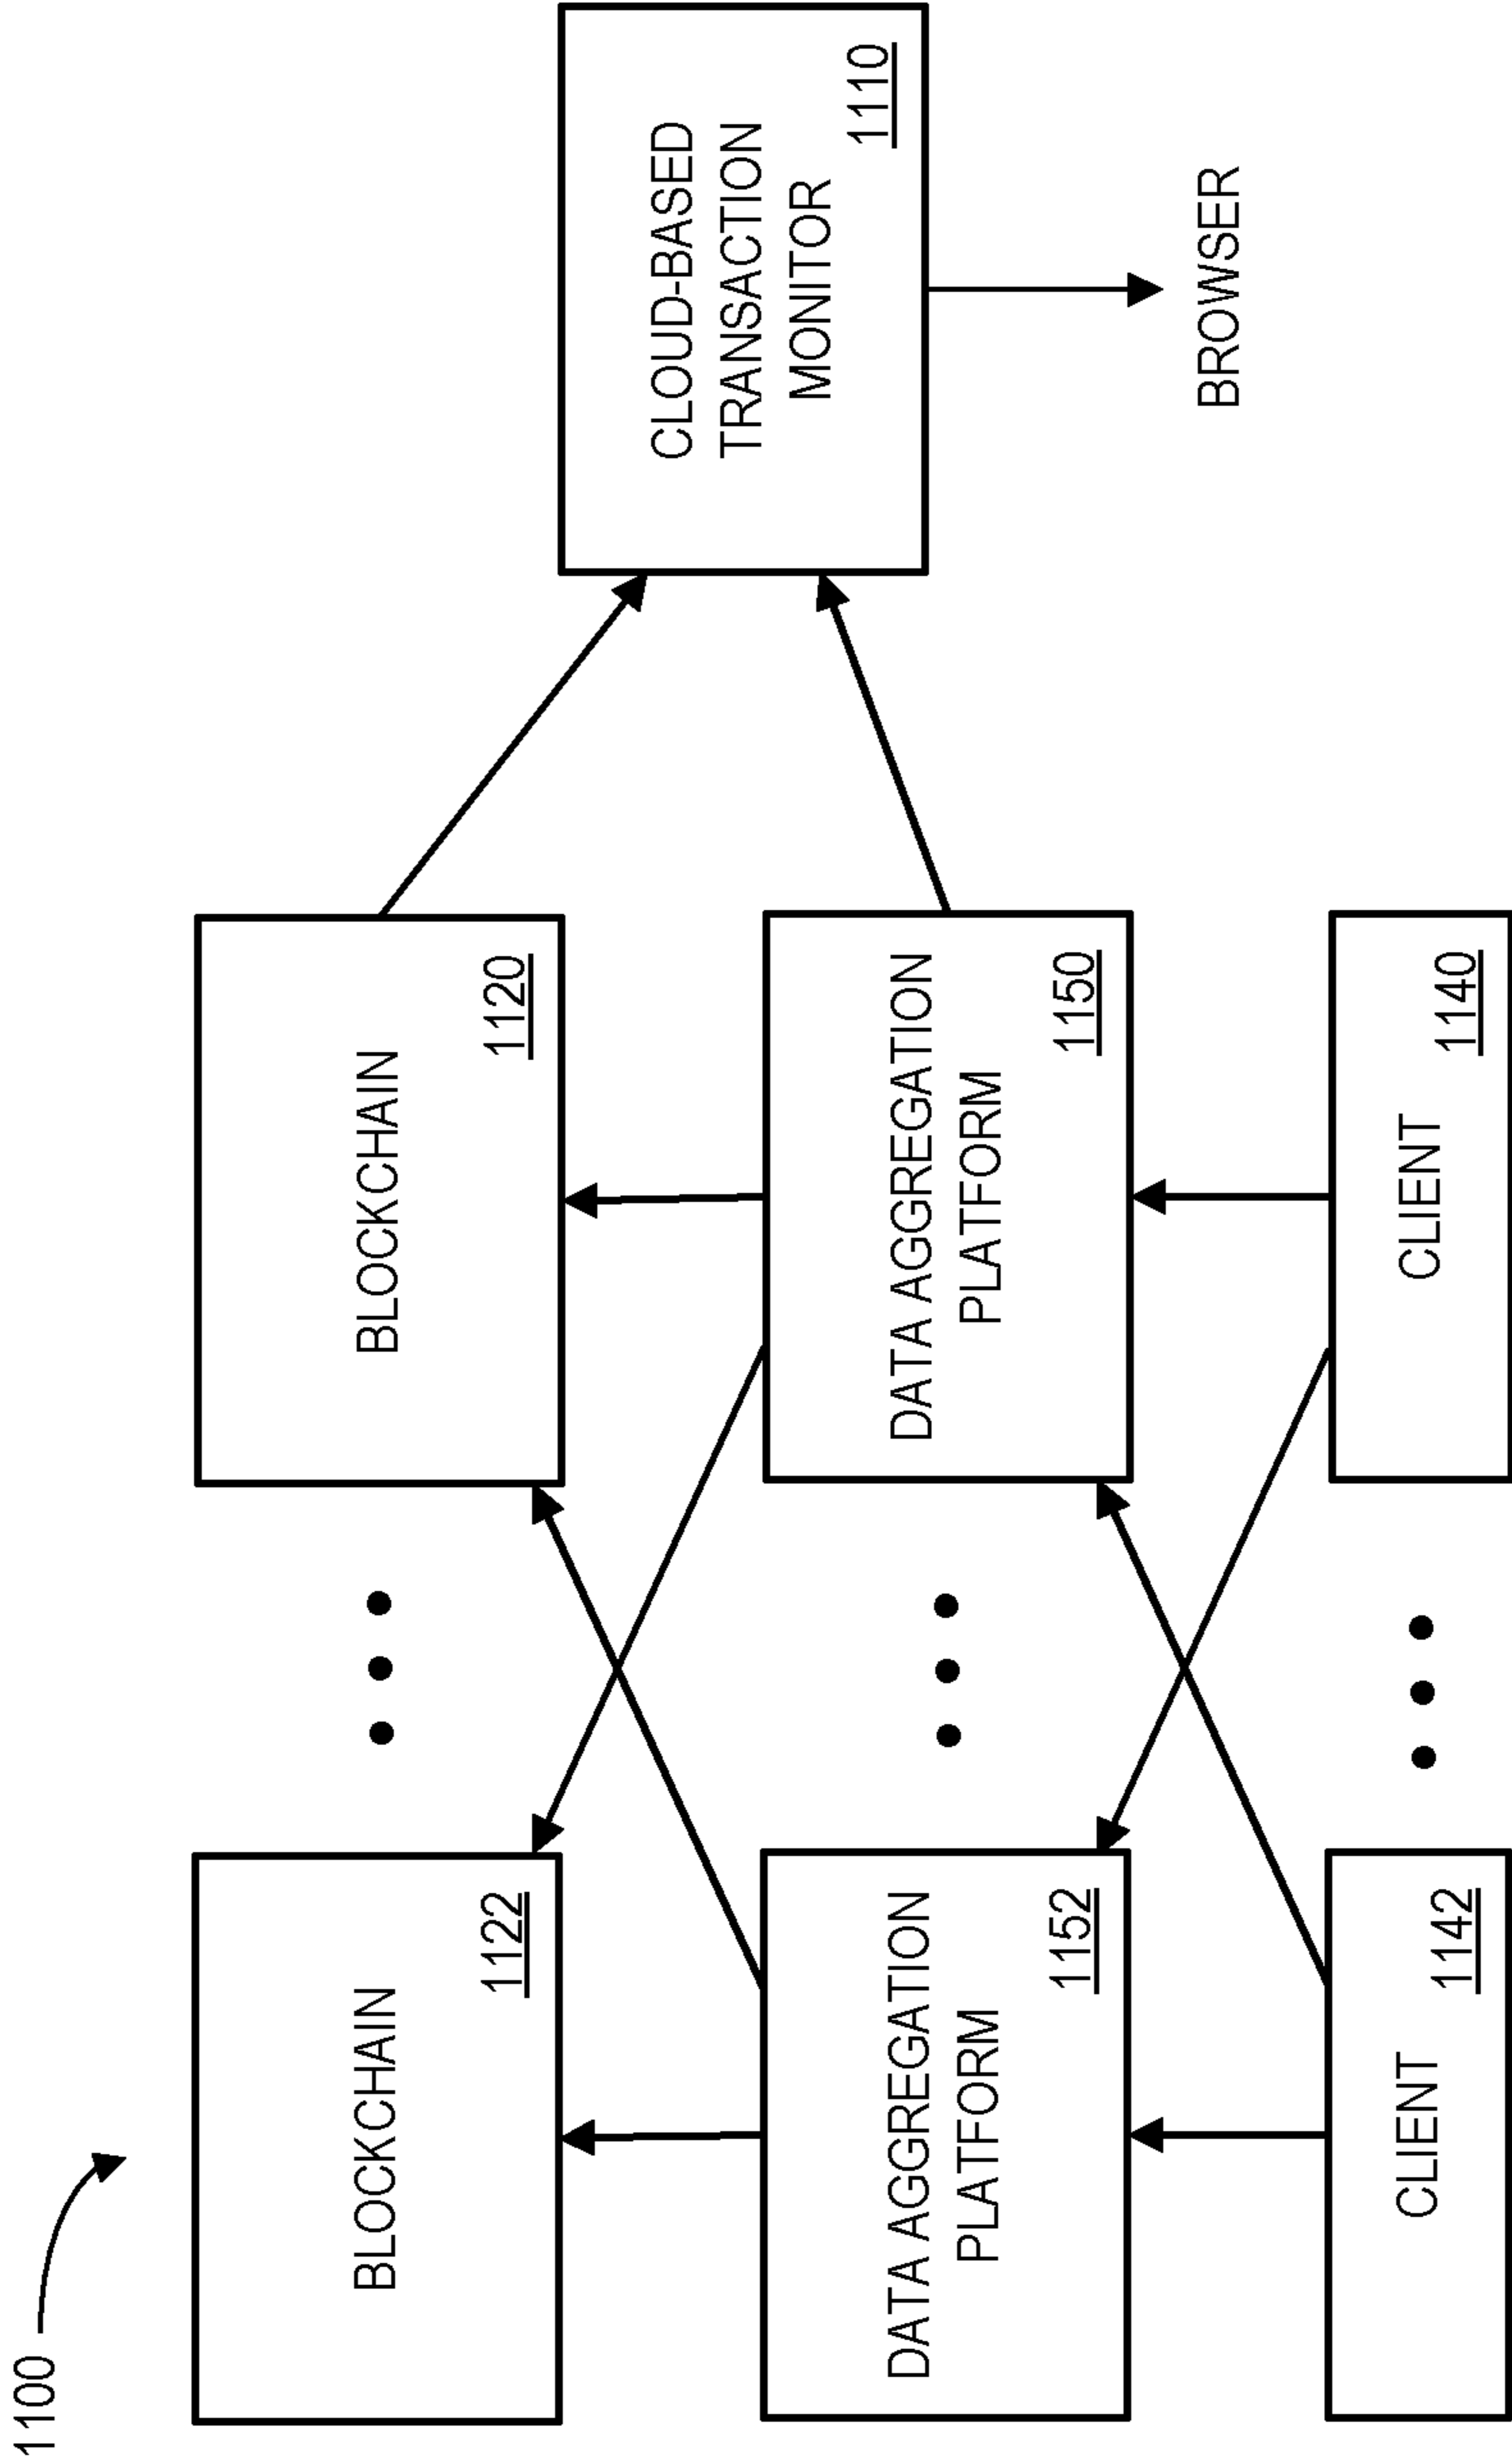 1100
BLOCKCHAIN
1122
BLOCKCHAIN
1120
CLOUD-BASED
TRANSACTION
MONITOR
1110
DATA AGGREGATION
PLATFORM
1152
DATA AGGREGATION
PLATFORM
1150
BROWSER
CLIENT
1142
CLIENT
1140